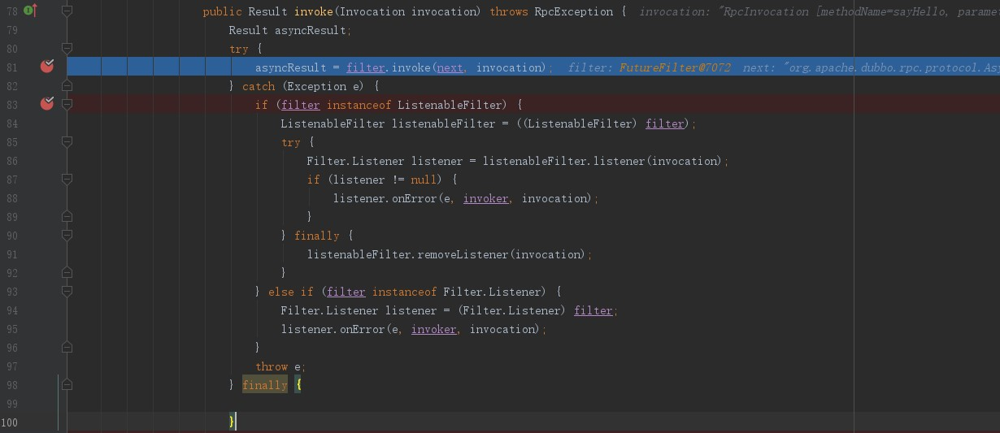 78 public Result invoke(Invocation invocation) throws RpcException { invocation: "RpcInvocation [methodName=sayHello, paramet
79 Result asyncResult;
80 try {
81 asyncResult = filter.invoke(next, invocation); filter: FutureFilter@7072 next: "org.apache.dubbo.rpc.protocol.Asy
82 } catch (Exception e) {
83 if (filter instanceof ListenableFilter) {
84 ListenableFilter listenableFilter = ((ListenableFilter) filter);
85 try {
86 Filter.Listener listener = listenableFilter.listener(invocation);
87 if (listener != null) {
88 listener.onError(e, invoker, invocation);
89 }
90 } finally {
91 listenableFilter.removeListener(invocation);
92 }
93 } else if (filter instanceof Filter.Listener) {
94 Filter.Listener listener = (Filter.Listener) filter;
95 listener.onError(e, invoker, invocation);
96 }
97 throw e;
98 } finally {
99
100 }